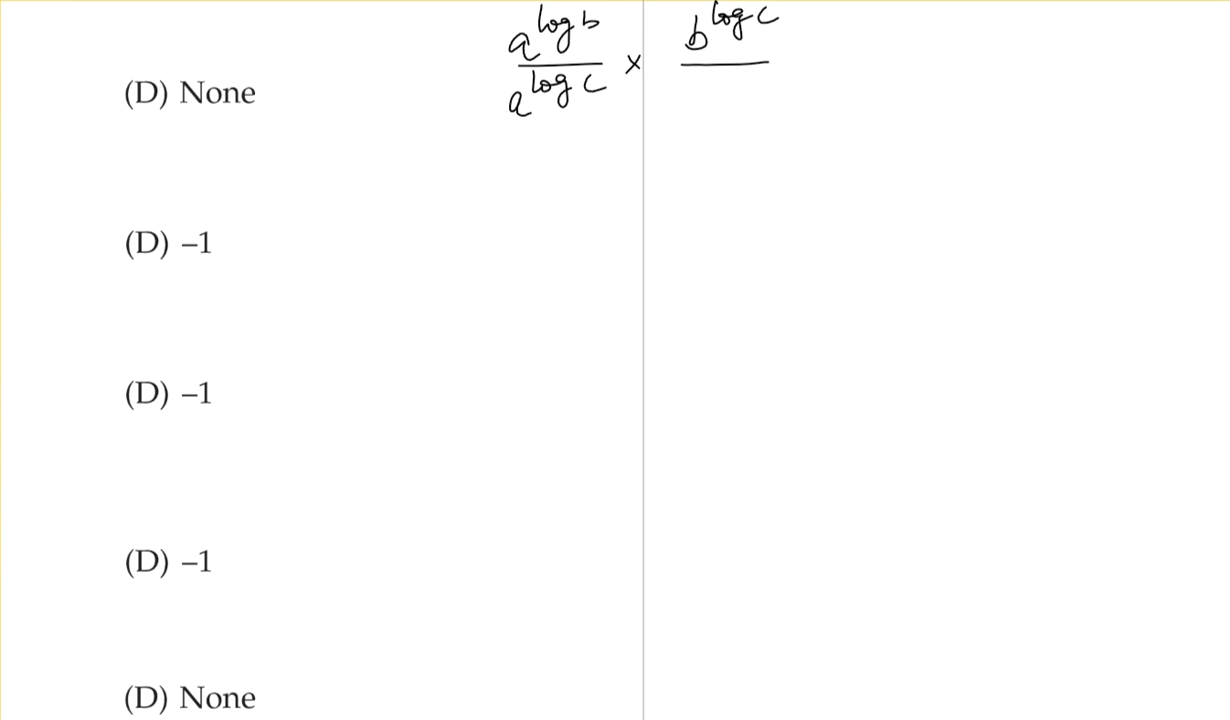 a^log b / a^log c × b^log c /
(D) None
(D) –1
(D) –1
(D) –1
(D) None